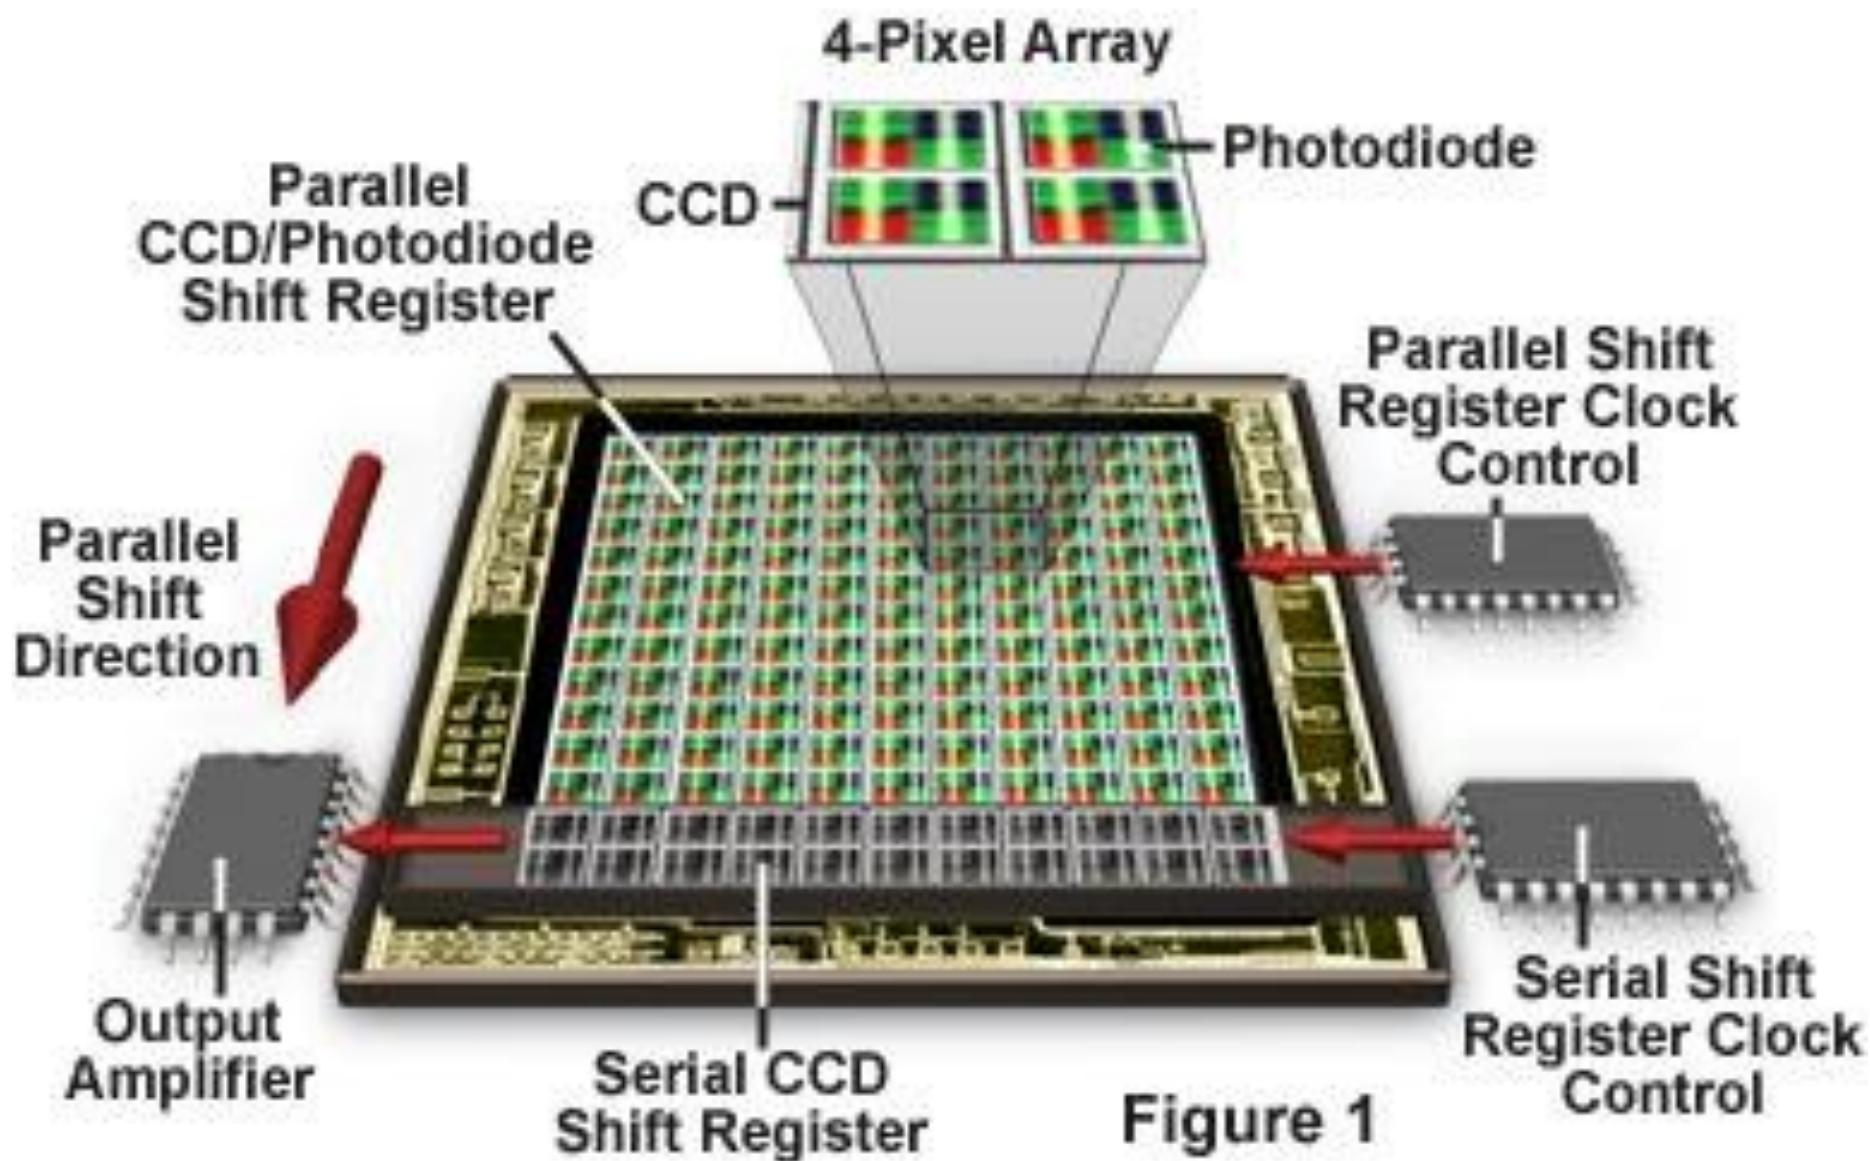 4-Pixel Array
Photodiode
CCD
Parallel
CCD/Photodiode
Shift Register
Parallel Shift
Register Clock
Control
Parallel
Shift
Direction
Output
Amplifier
Serial CCD
Shift Register
Serial Shift
Register Clock
Control
Figure 1